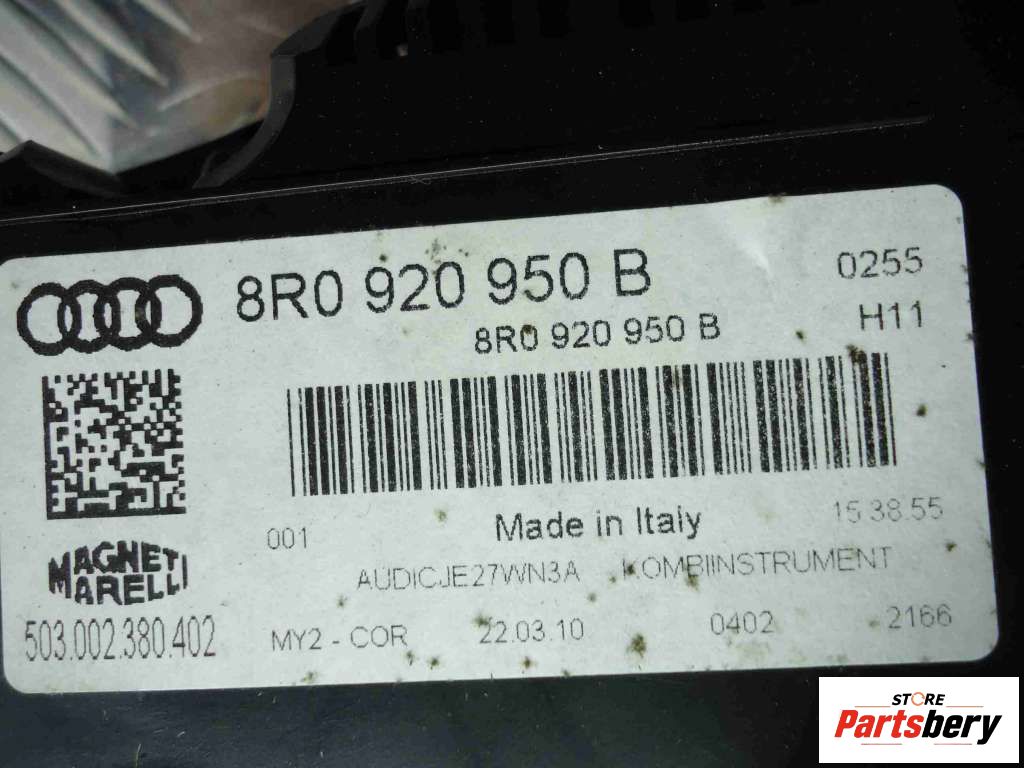 8R0 920 950 B 0255
8R0 920 950 B H11
001 Made in Italy 15 38.55
MAGNETI
MARELLI
AUDICJE27WN3A KOMBIINSTRUMENT
503.002.380.402 MY2 - COR 22.03.10 0402 2166
STORE
Partsbery